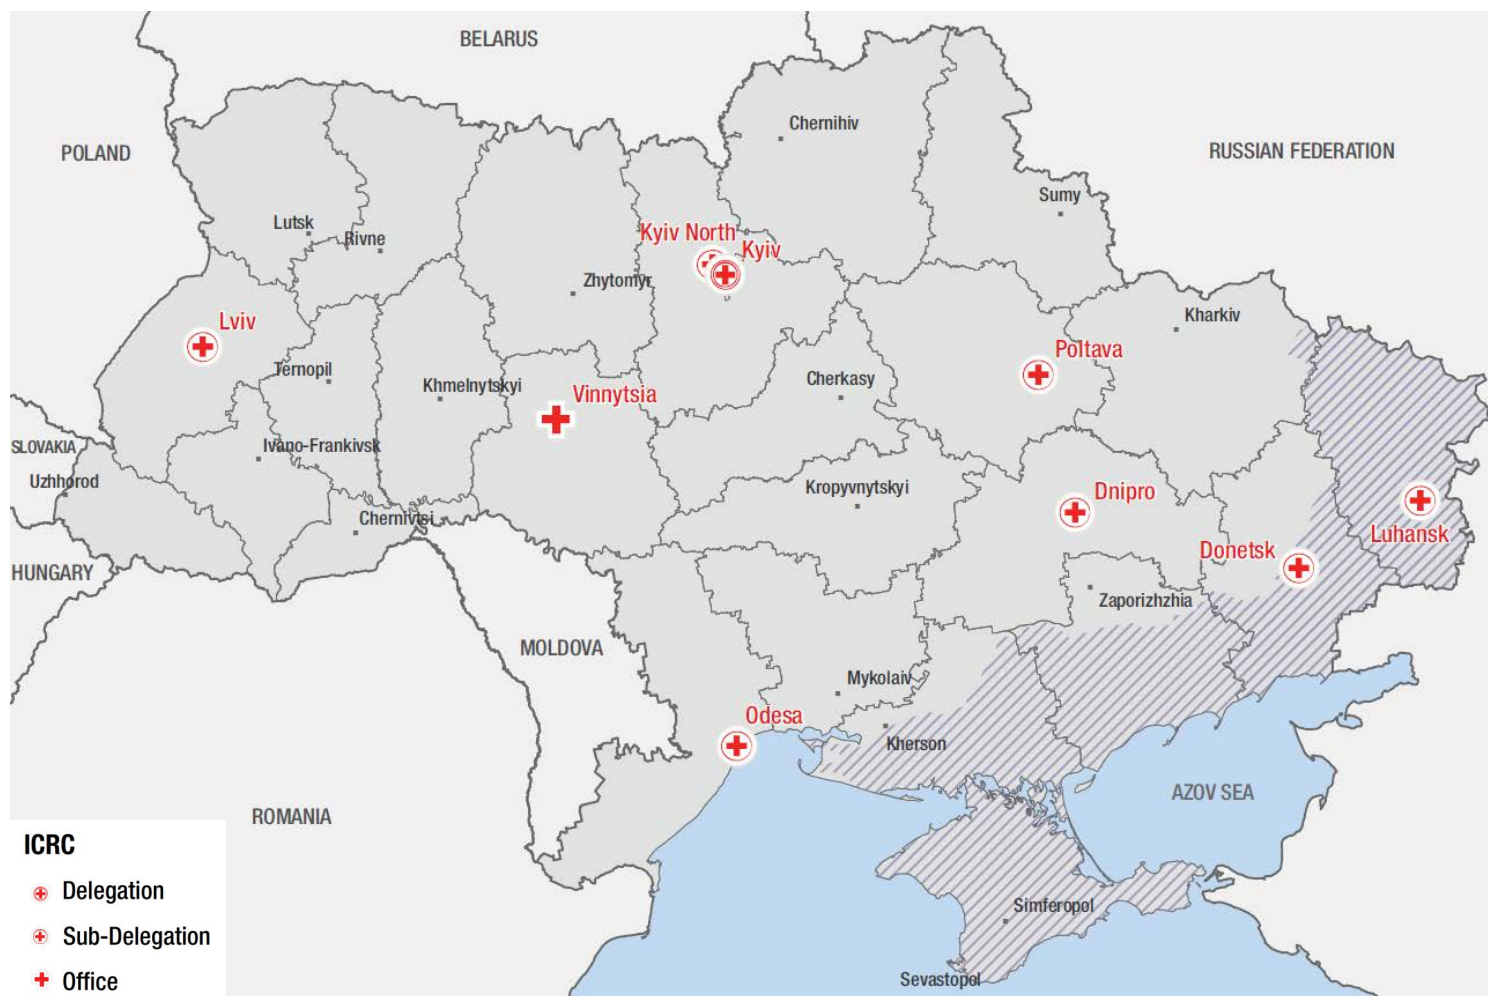 BELARUS
Chernihiv
POLAND
RUSSIAN FEDERATION
Sumy
Lutsk
Rivne
Kyiv North
Kyiv
Zhytomyr
Lviv
Kharkiv
Poltava
Ternopil
Khmelnytskyi
Vinnytsia
Cherkasy
SLOVAKIA
Ivano-Frankivsk
Uzhhorod
Kropyvnytskyi
Dnipro
Chernivtsi
Luhansk
Donetsk
HUNGARY
Zaporizhzhia
MOLDOVA
Mykolaiv
Odesa
Kherson
AZOV SEA
ROMANIA
Simferopol
Sevastopol
ICRC
Delegation
Sub-Delegation
Office